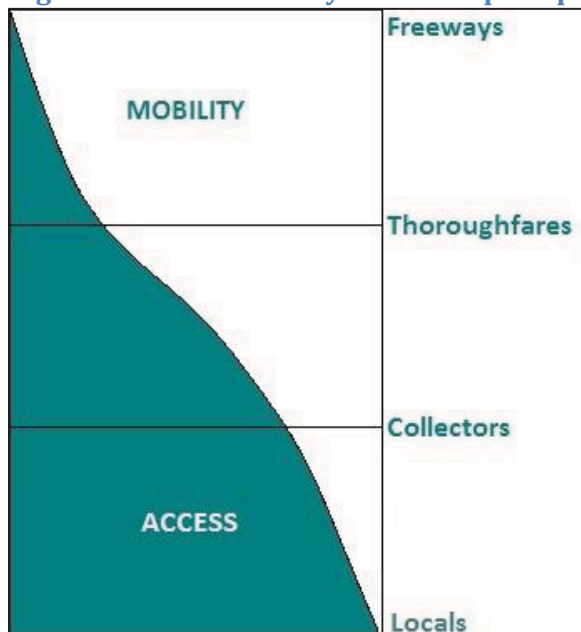 Freeways
MOBILITY
Thoroughfares
Collectors
ACCESS
Locals